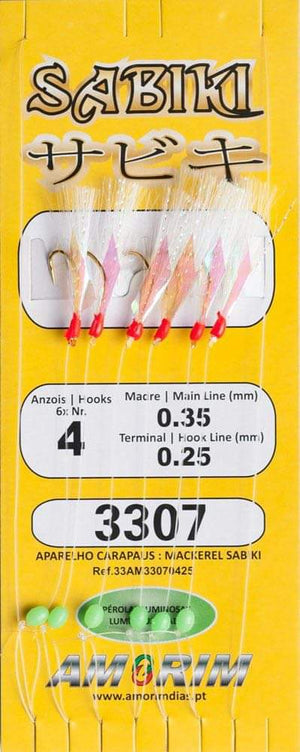 SABIKI
サビキ
Anzois | Hooks
6x Nr.
4
Madre | Main Line (mm)
0.35
Terminal | Hook Line (mm)
0.25
3307
APARELHO CARAPAUS : MACKEREL SABIKI
Ref.33AM33070425
AMORIM
www.amorimdias.pt